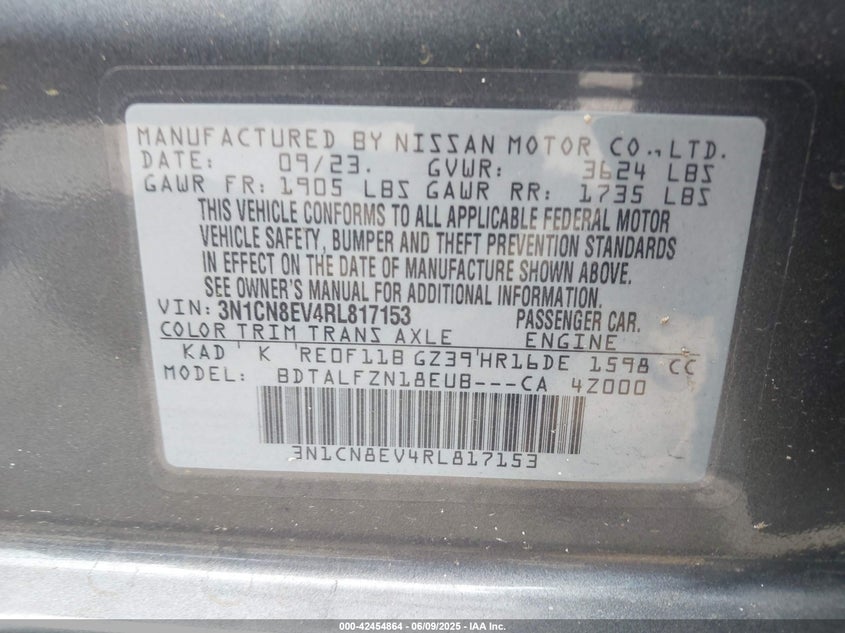 MANUFACTURED BY NISSAN MOTOR CO., LTD.
DATE: 09/23. GVWR: 3624 LBS
GAWR FR: 1905 LBS GAWR RR: 1735 LBS
THIS VEHICLE CONFORMS TO ALL APPLICABLE FEDERAL MOTOR
VEHICLE SAFETY, BUMPER AND THEFT PREVENTION STANDARDS
IN EFFECT ON THE DATE OF MANUFACTURE SHOWN ABOVE.
SEE OWNER'S MANUAL FOR ADDITIONAL INFORMATION.
VIN: 3N1CN8EV4RL817153 PASSENGER CAR.
COLOR TRIM TRANS AXLE ENGINE
KAD K RE0F11B GZ39 HR16DE 1598 CC
MODEL: BDTALFZN18EUB---CA 4Z000
3N1CN8EV4RL817153
000-42454864 | 06/09/2025 - IAA Inc.